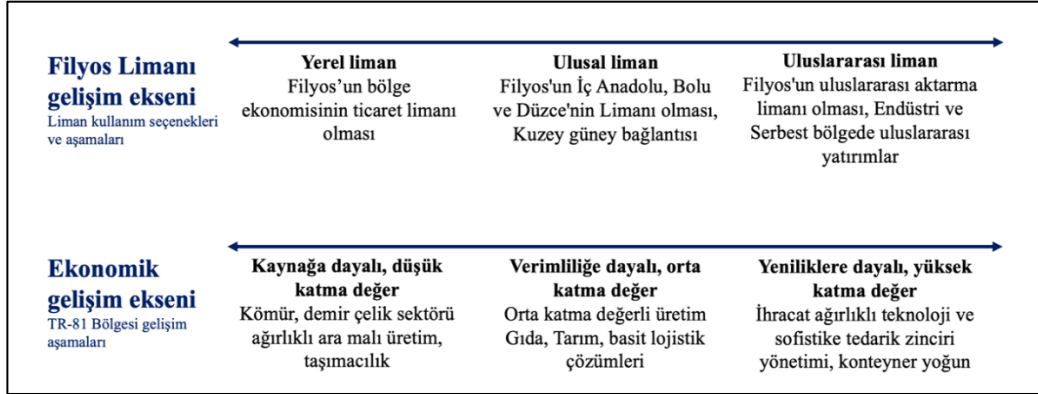 Filyos Limanı
gelişim ekseni
Liman kullanım seçenekleri
ve aşamaları
Yerel liman
Filyos’un bölge
ekonomisinin ticaret limanı
olması
Ulusal liman
Filyos'un İç Anadolu, Bolu
ve Düzce'nin Limanı olması,
Kuzey güney bağlantısı
Uluslararası liman
Filyos'un uluslararası aktarma
limanı olması, Endüstri ve
Serbest bölgede uluslararası
yatırımlar
Ekonomik
gelişim ekseni
TR-81 Bölgesi gelişim
aşamaları
Kaynağa dayalı, düşük
katma değer
Kömür, demir çelik sektörü
ağırlıklı ara malı üretim,
taşımacılık
Verimliliğe dayalı, orta
katma değer
Orta katma değerli üretim
Gıda, Tarım, basit lojistik
çözümleri
Yeniliklere dayalı, yüksek
katma değer
İhracat ağırlıklı teknoloji ve
sofistike tedarik zinciri
yönetimi, konteyner yoğun